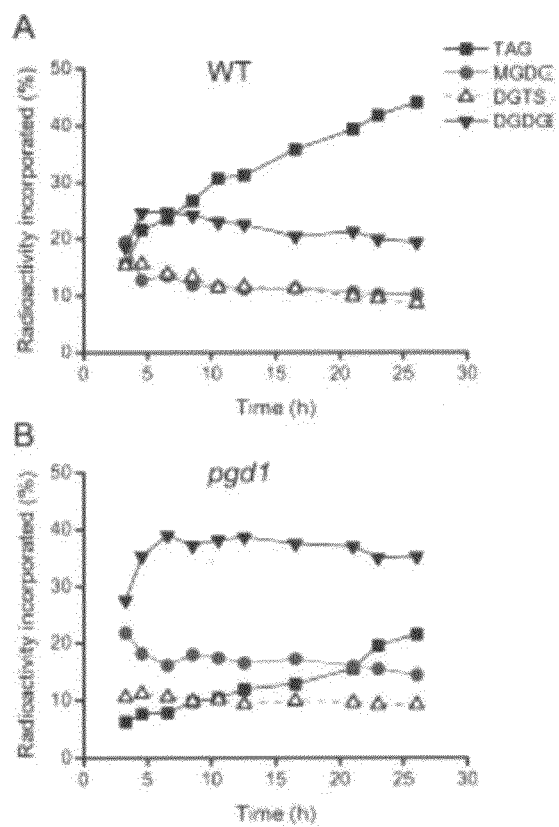 A
WT
TAG
MGDG
DGTS
DGDG
Radioactivity incorporated (%)
50
40
30
20
10
0
0 5 10 15 20 25 30
Time (h)
B
pgd1
Radioactivity incorporated (%)
50
40
30
20
10
0
0 5 10 15 20 25 30
Time (h)